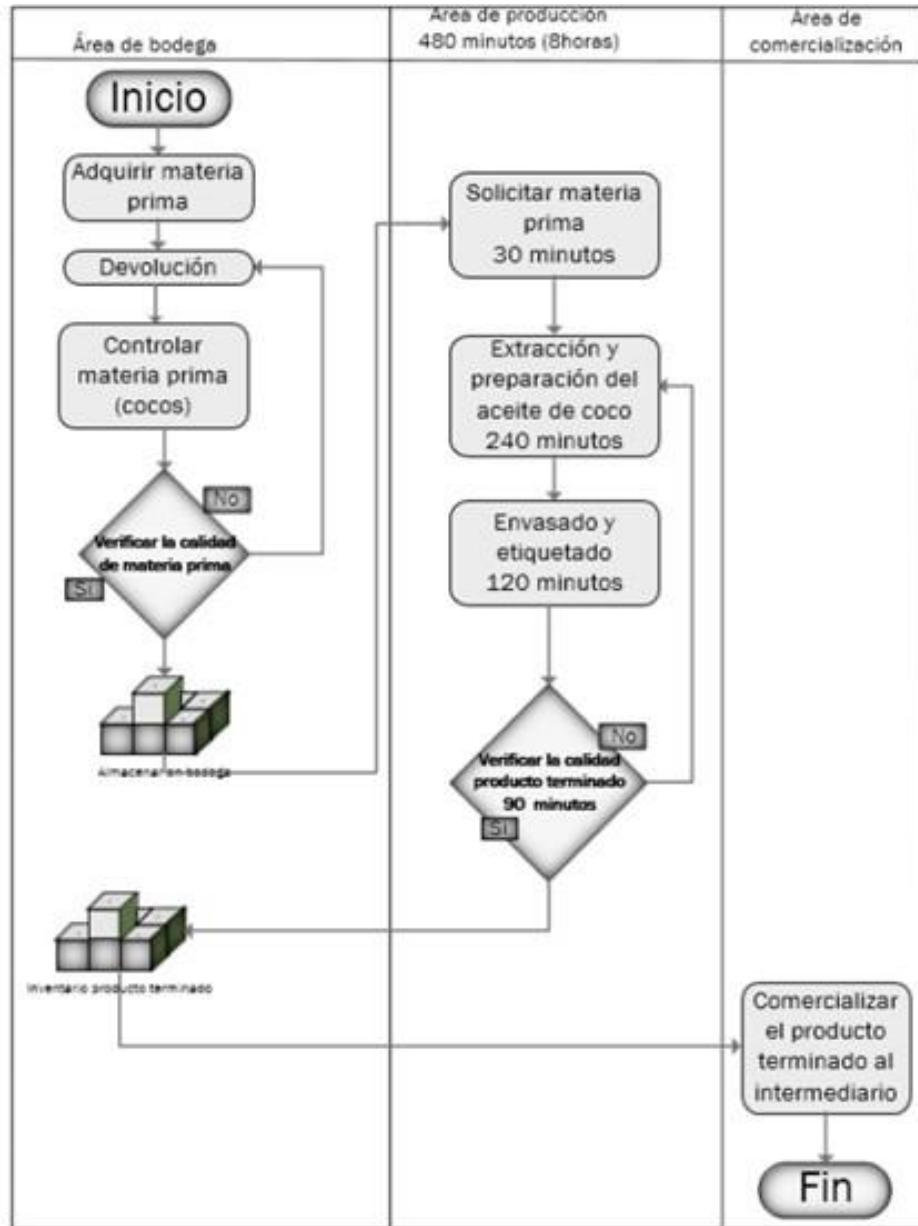 Área de bodega
Área de producción
480 minutos (8horas)
Área de
comercialización
Inicio
Adquirir materia
prima
Devolución
Controlar
materia prima
(cocos)
No
Verificar la calidad
de materia prima
Si
Almacenar en bodega
Solicitar materia
prima
30 minutos
Extracción y
preparación del
aceite de coco
240 minutos
Envasado y
etiquetado
120 minutos
No
Verificar la calidad
producto terminado
90 minutos
Si
Inventario producto terminado
Comercializar
el producto
terminado al
intermediario
Fin